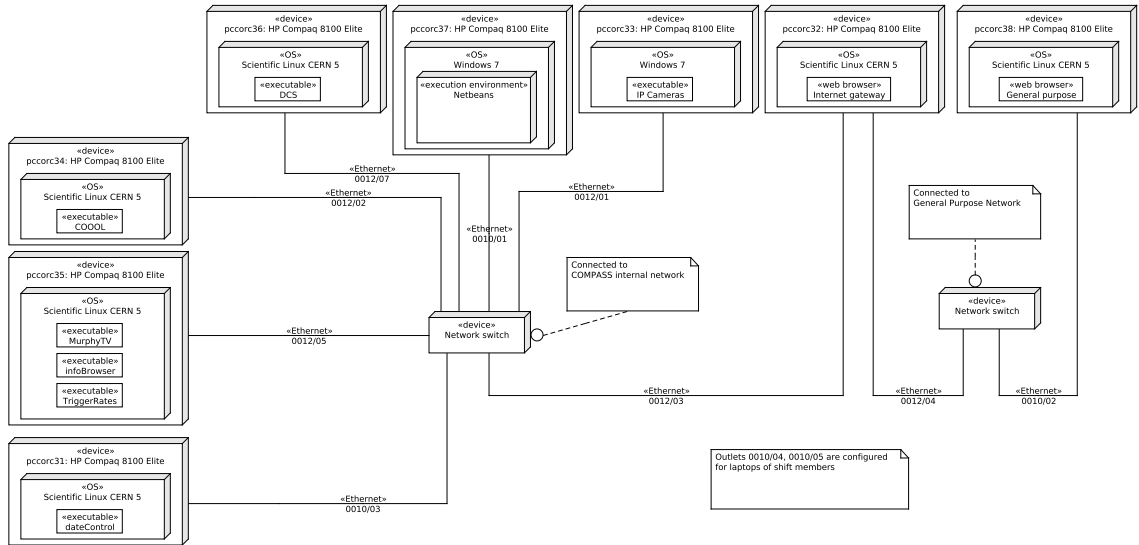 «device»
pccorc36: HP Compaq 8100 Elite
«OS»
Scientific Linux CERN 5
«executable»
DCS
«device»
pccorc37: HP Compaq 8100 Elite
«OS»
Windows 7
«execution environment»
Netbeans
«device»
pccorc33: HP Compaq 8100 Elite
«OS»
Windows 7
«executable»
IP Cameras
«device»
pccorc32: HP Compaq 8100 Elite
«OS»
Scientific Linux CERN 5
«web browser»
Internet gateway
«device»
pccorc38: HP Compaq 8100 Elite
«OS»
Scientific Linux CERN 5
«web browser»
General purpose
«device»
pccorc34: HP Compaq 8100 Elite
«OS»
Scientific Linux CERN 5
«executable»
COOOL
«Ethernet»
0012/07
«Ethernet»
0012/02
«Ethernet»
0012/01
«Ethernet»
0010/01
Connected to
General Purpose Network
«device»
pccorc35: HP Compaq 8100 Elite
«OS»
Scientific Linux CERN 5
«executable»
MurphyTV
«executable»
infoBrowser
«executable»
TriggerRates
Connected to
COMPASS internal network
«Ethernet»
0012/05
«device»
Network switch
«device»
Network switch
«Ethernet»
0012/03
«Ethernet»
0012/04
«Ethernet»
0010/02
«device»
pccorc31: HP Compaq 8100 Elite
«OS»
Scientific Linux CERN 5
«executable»
dateControl
«Ethernet»
0010/03
Outlets 0010/04, 0010/05 are configured
for laptops of shift members